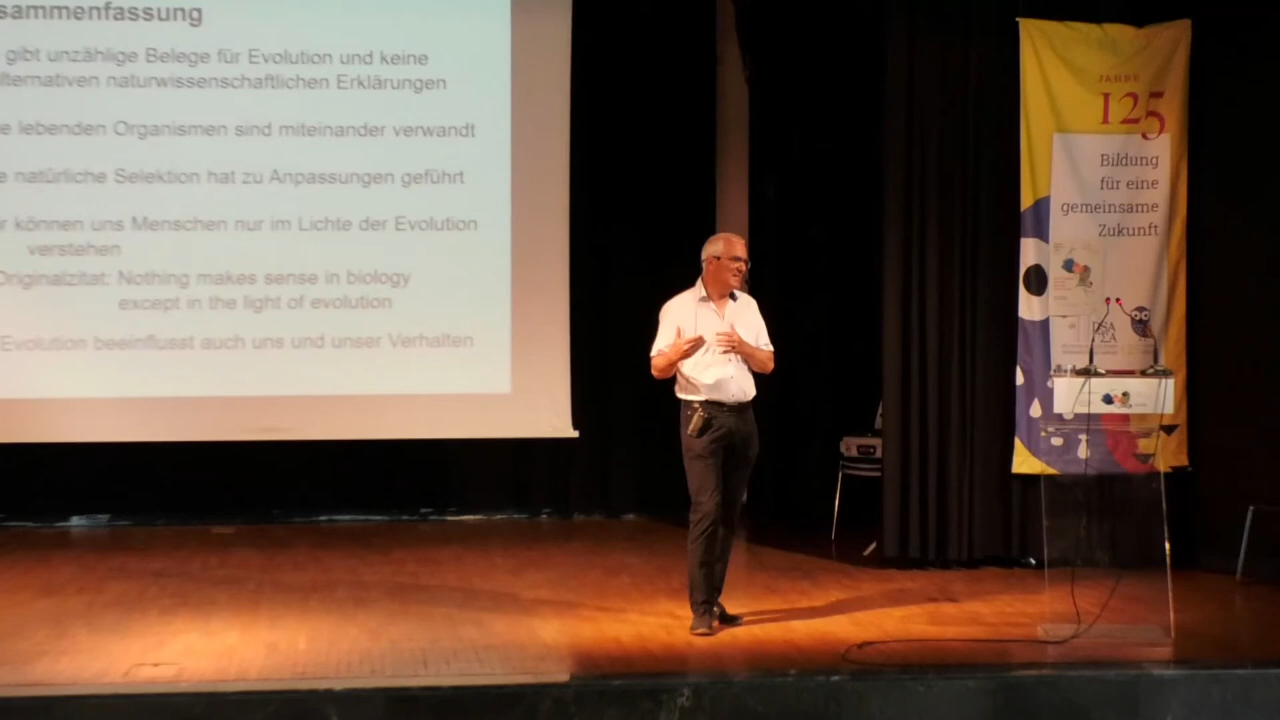 sammenfassung
gibt unzählige Belege für Evolution und keine
lternativen naturwissenschaftlichen Erklärungen
e lebenden Organismen sind miteinander verwandt
e natürliche Selektion hat zu Anpassungen geführt
ir können uns Menschen nur im Lichte der Evolution
verstehen
Originalzitat: Nothing makes sense in biology
except in the light of evolution
Evolution beeinflusst auch uns und unser Verhalten
JAHRE
125
Bildung
für eine
gemeinsame
Zukunft